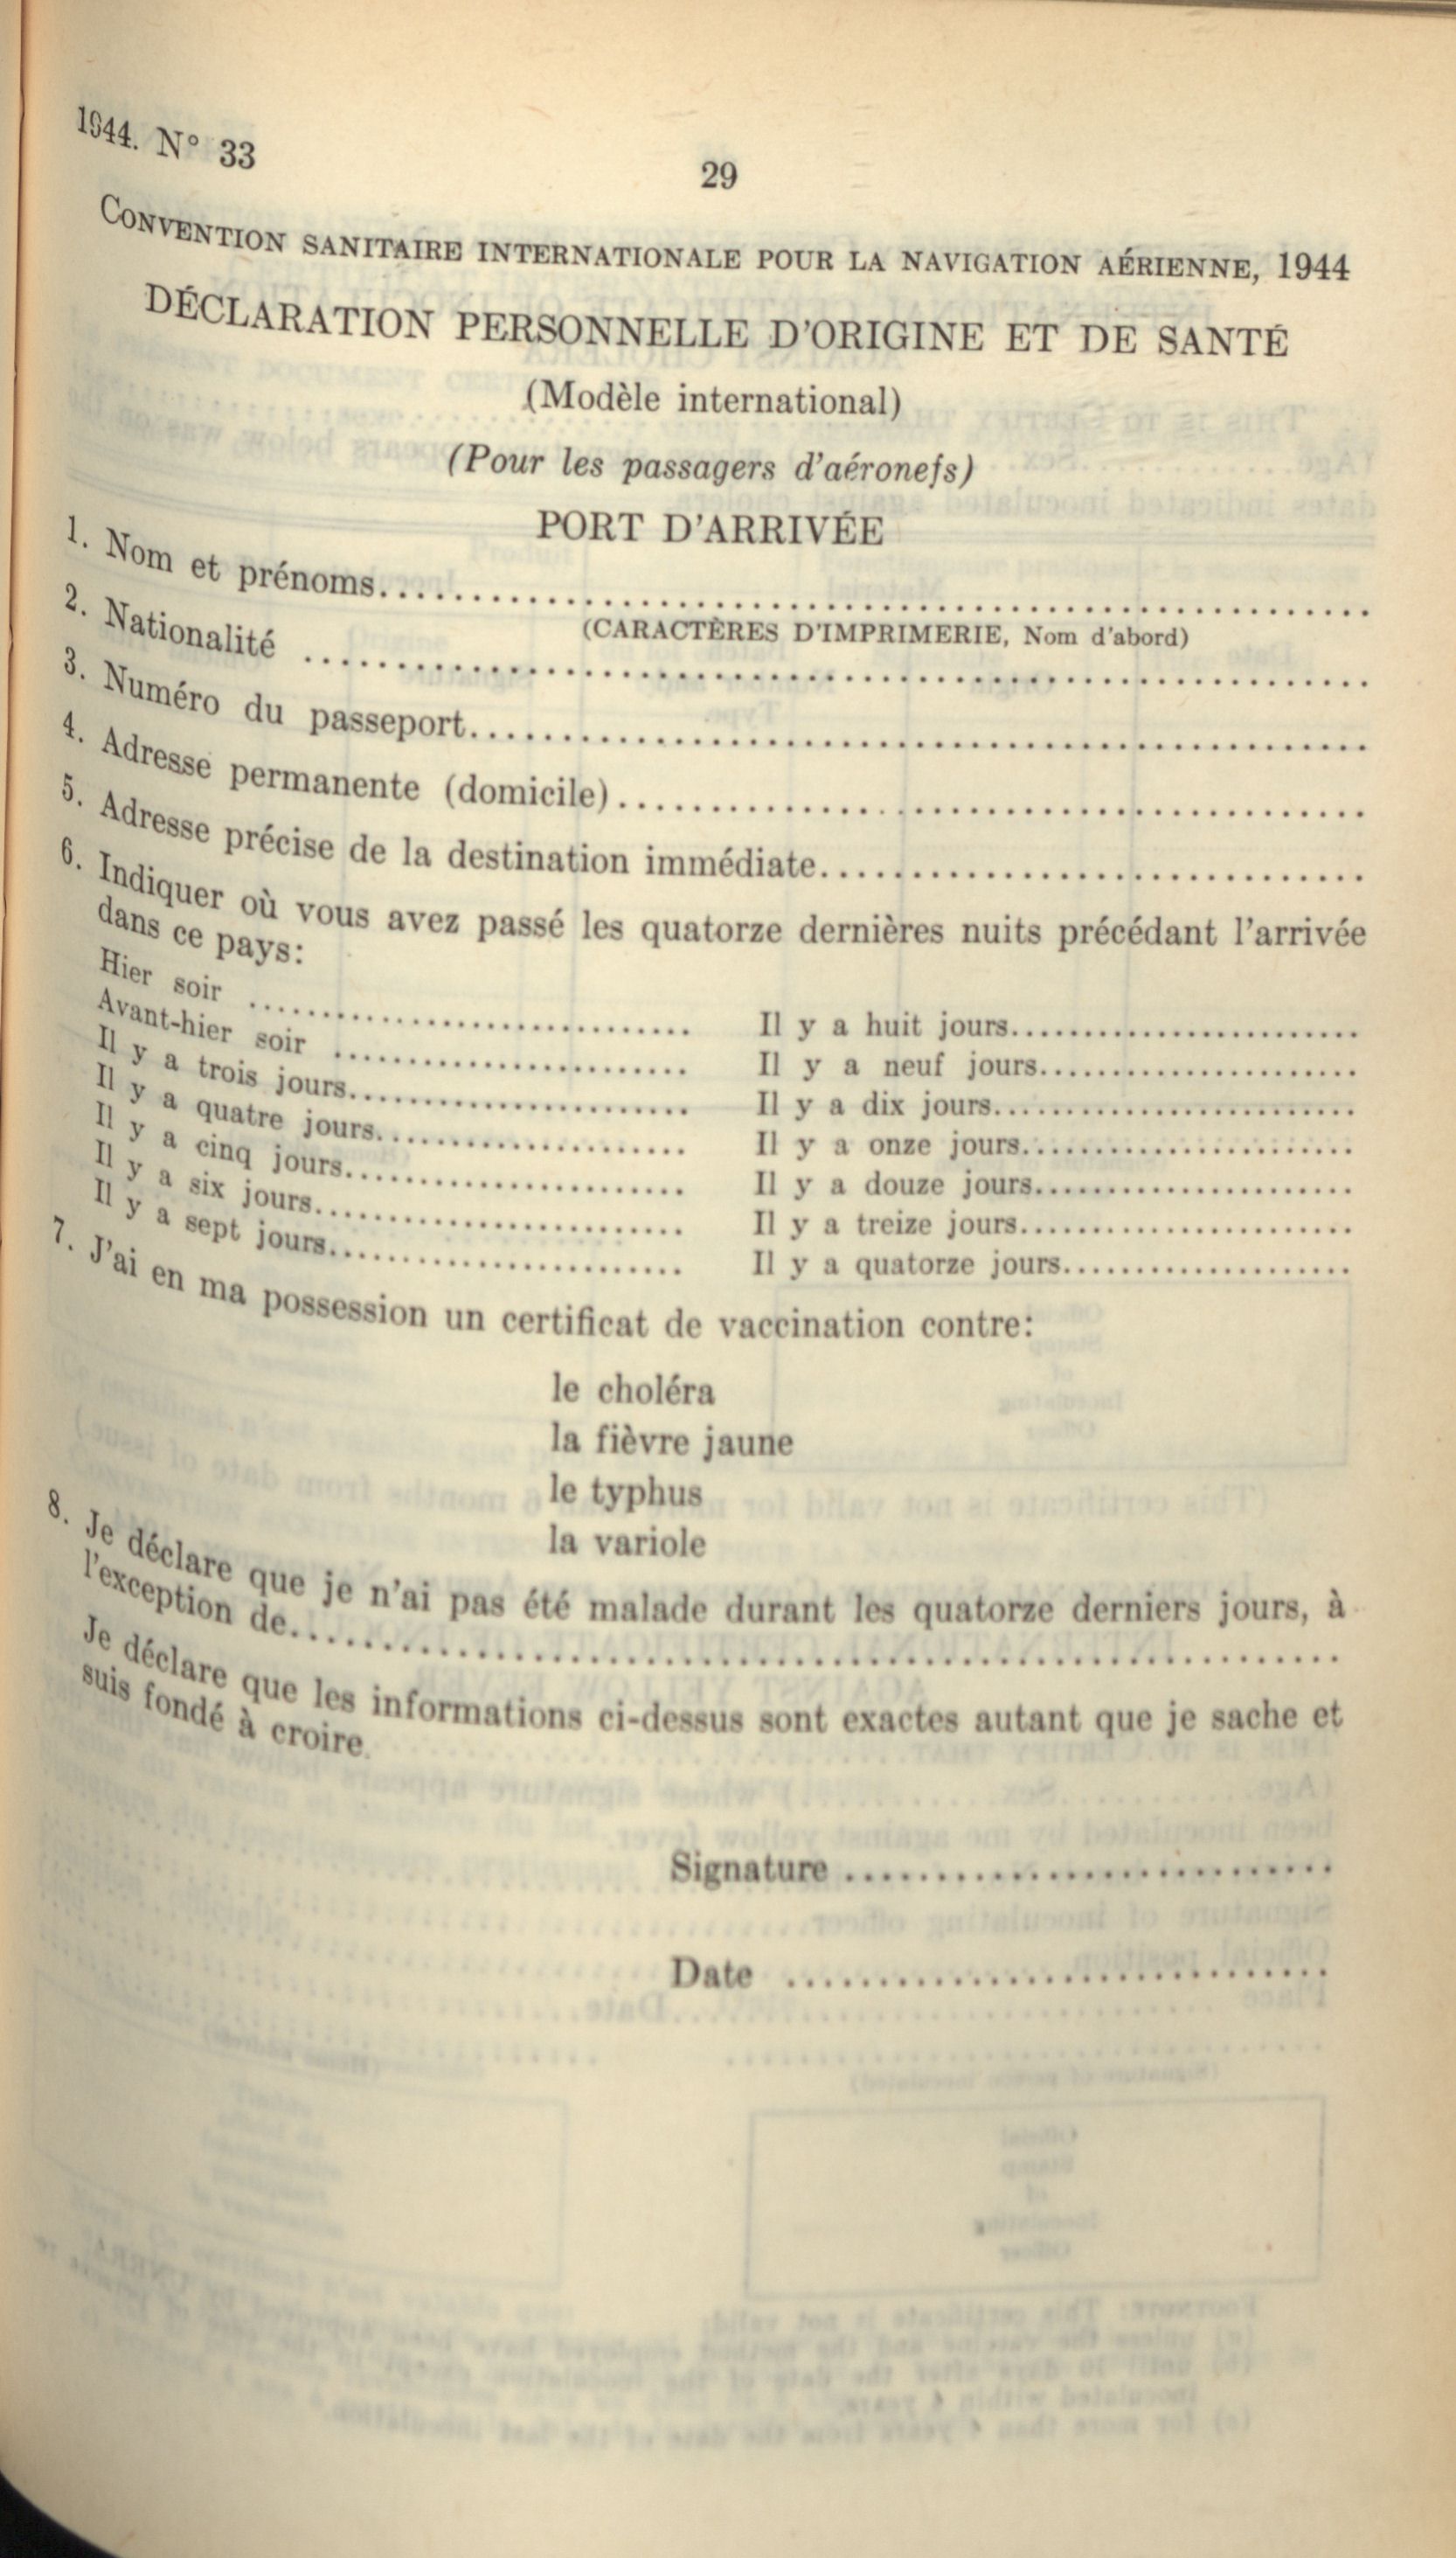 1944. N° 33
29
CONVENTION SANITAIRE INTERNATIONALE POUR LA NAVIGATION AÉRIENNE, 1944
DÉCLARATION PERSONNELLE D'ORIGINE ET DE SANTÉ
(Modèle international)
(Pour les passagers d'aéronefs)
PORT D'ARRIVÉE
1. Nom et prénoms............................................................
(CARACTÈRES D'IMPRIMERIE, Nom d'abord)
2. Nationalité ............................................................
3. Numéro du passeport............................................................
4. Adresse permanente (domicile)............................................
5. Adresse précise de la destination immédiate..............................
6. Indiquer où vous avez passé les quatorze dernières nuits précédant l'arrivée
dans ce pays:
Hier soir ..............................
Avant-hier soir ........................
Il y a trois jours.......................
Il y a quatre jours.....................
Il y a cinq jours.......................
Il y a six jours.........................
Il y a sept jours........................
Il y a huit jours........................
Il y a neuf jours......................
Il y a dix jours.........................
Il y a onze jours.......................
Il y a douze jours......................
Il y a treize jours.......................
Il y a quatorze jours....................
7. J'ai en ma possession un certificat de vaccination contre:
le choléra
la fièvre jaune
le typhus
la variole
8. Je déclare que je n'ai pas été malade durant les quatorze derniers jours, à
l'exception de............................................................
Je déclare que les informations ci-dessus sont exactes autant que je sache et
suis fondé à croire.
Signature ..............................
Date ..............................